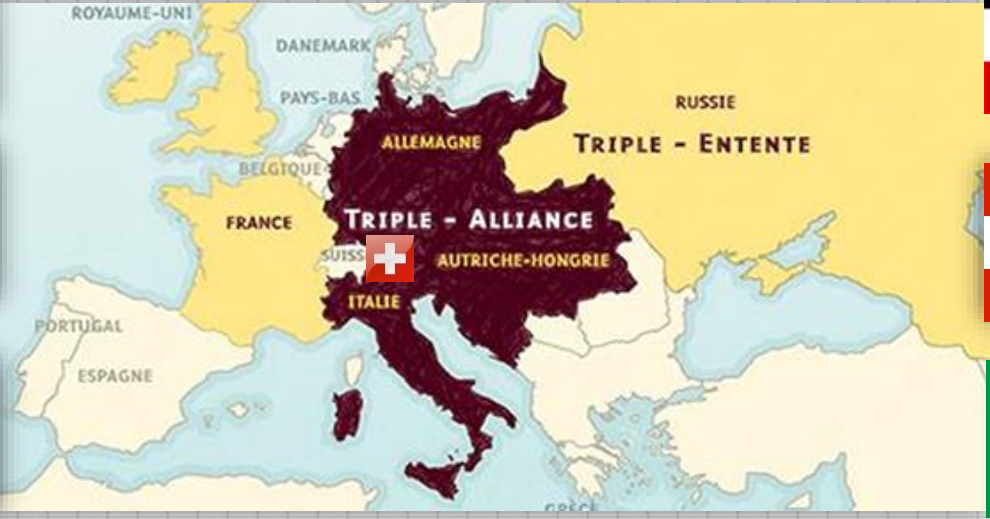 ROYAUME-UNI
DANEMARK
PAYS-BAS
RUSSIE
ALLEMAGNE
TRIPLE - ENTENTE
BELGIQUE
FRANCE
TRIPLE - ALLIANCE
SUISS
AUTRICHE-HONGRIE
ITALIE
PORTUGAL
ESPAGNE
GRÈCE